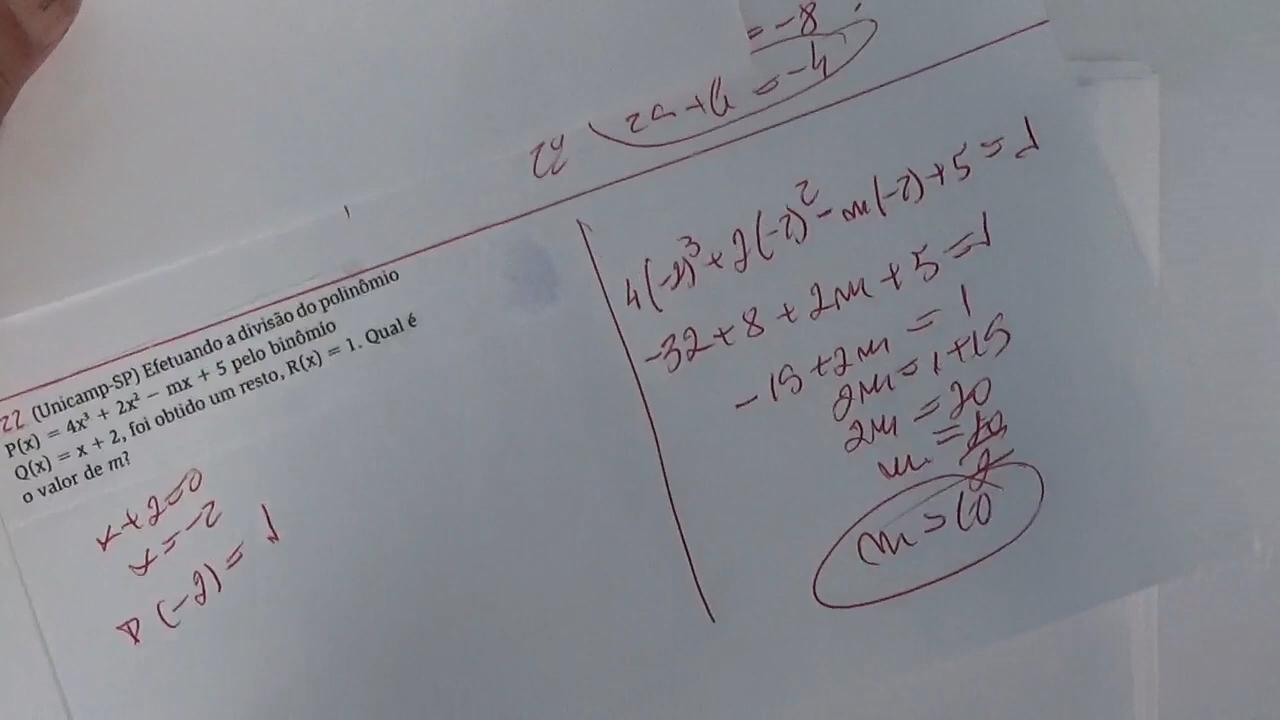 = -8
22 2a + b = -4
22 (Unicamp-SP) Efetuando a divisão do polinômio
P(x) = 4x³ + 2x² − mx + 5 pelo binômio
Q(x) = x + 2, foi obtido um resto, R(x) = 1. Qual é
o valor de m?
x + 2 = 0
x = -2
P(-2) = 1
4(-2)³ + 2(-2)² - m(-2) + 5 = 1
-32 + 8 + 2m + 5 = 1
-19 + 2m = 1
2m = 1 + 19
2m = 20
m = 20
2
m = 10